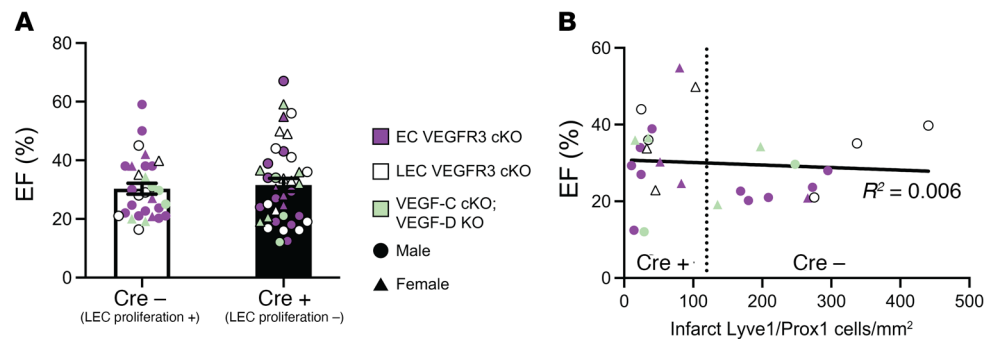 A
EF (%)
80
60
40
20
0
Cre –
(LEC proliferation +)
Cre +
(LEC proliferation –)
EC VEGFR3 cKO
LEC VEGFR3 cKO
VEGF-C cKO;
VEGF-D KO
Male
Female
B
EF (%)
60
40
20
0
R² = 0.006
Cre +
Cre –
0
100
200
300
400
500
Infarct Lyve1/Prox1 cells/mm²